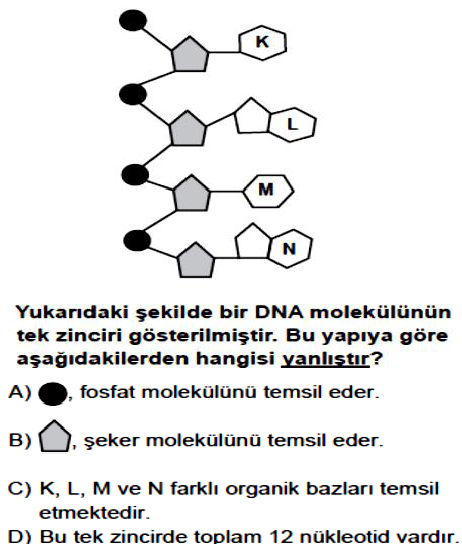 K
L
M
N
Yukarıdaki şekilde bir DNA molekülünün
tek zinciri gösterilmiştir. Bu yapıya göre
aşağıdakilerden hangisi yanlıştır?
A) , fosfat molekülünü temsil eder.
B) , şeker molekülünü temsil eder.
C) K, L, M ve N farklı organik bazları temsil
etmektedir.
D) Bu tek zincirde toplam 12 nükleotid vardır.